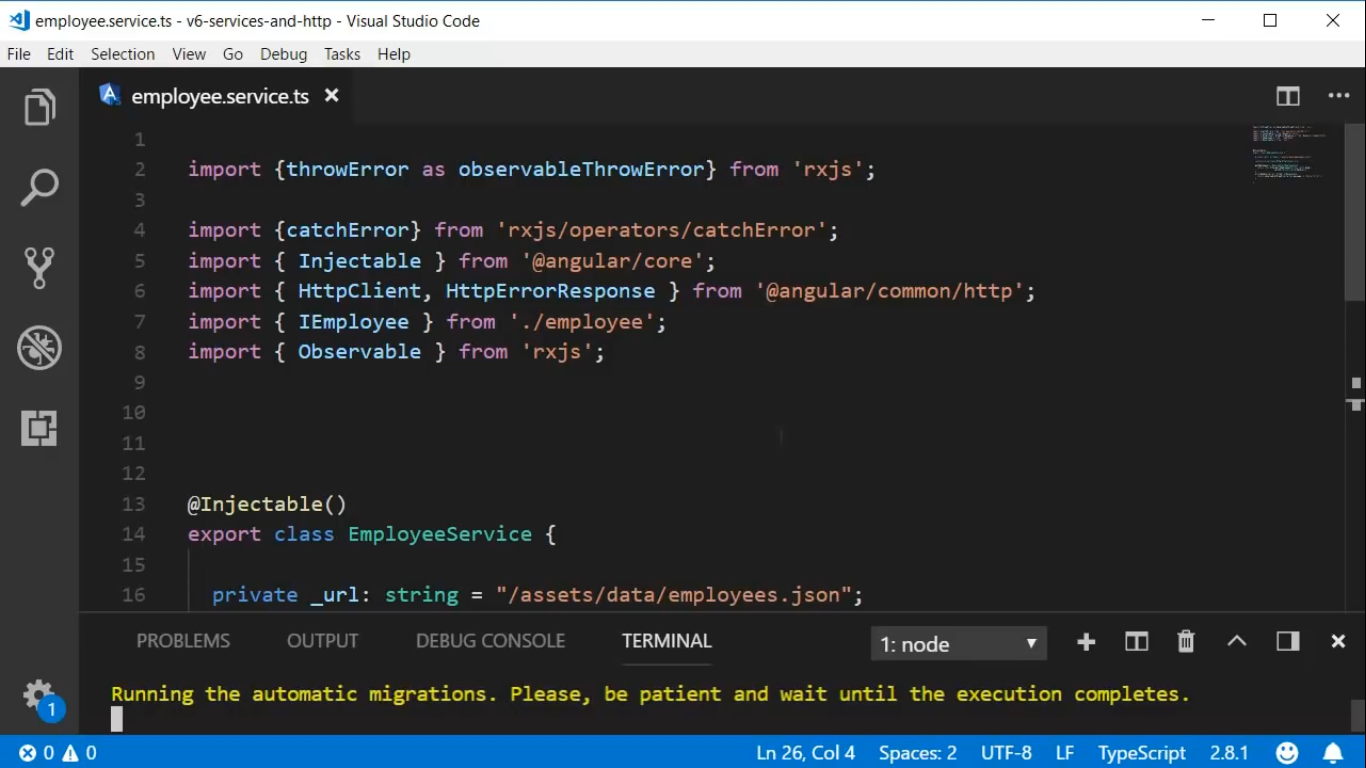 employee.service.ts - v6-services-and-http - Visual Studio Code
File Edit Selection View Go Debug Tasks Help
employee.service.ts
1
2 import {throwError as observableThrowError} from 'rxjs';
3
4 import {catchError} from 'rxjs/operators/catchError';
5 import { Injectable } from '@angular/core';
6 import { HttpClient, HttpErrorResponse } from '@angular/common/http';
7 import { IEmployee } from './employee';
8 import { Observable } from 'rxjs';
9
10
11
12
13 @Injectable()
14 export class EmployeeService {
15
16 private _url: string = "/assets/data/employees.json";
PROBLEMS OUTPUT DEBUG CONSOLE TERMINAL 1: node
Running the automatic migrations. Please, be patient and wait until the execution completes.
1
0 0 Ln 26, Col 4 Spaces: 2 UTF-8 LF TypeScript 2.8.1